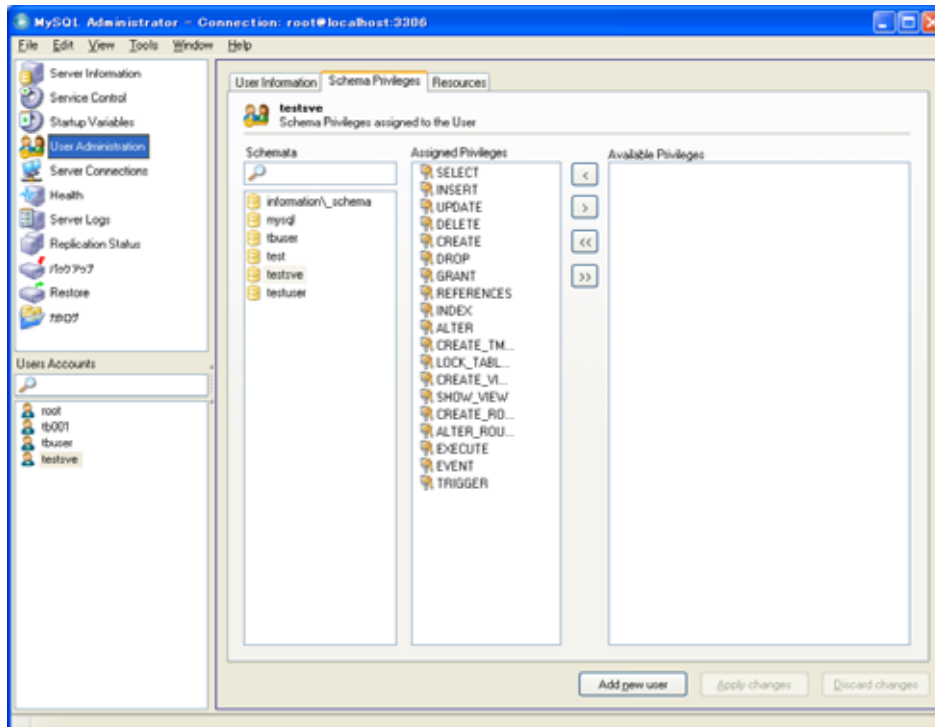 MySQL Administrator - Connection: root@localhost:3306
File Edit View Tools Window Help
Server Information
Service Control
Startup Variables
User Administration
Server Connections
Health
Server Logs
Replication Status
バックアップ
Restore
カタログ
Users Accounts
root
tb001
tbuser
testsve
User Information Schema Privileges Resources
testsve
Schema Privileges assigned to the User
Schemata
information\_schema
mysql
tbuser
test
testsve
testuser
Assigned Privileges
SELECT
INSERT
UPDATE
DELETE
CREATE
DROP
GRANT
REFERENCES
INDEX
ALTER
CREATE_TM...
LOCK_TABL...
CREATE_VI...
SHOW_VIEW
CREATE_RO...
ALTER_ROU...
EXECUTE
EVENT
TRIGGER
<
>
<<
>>
Available Privileges
Add new user
Apply changes
Discard changes